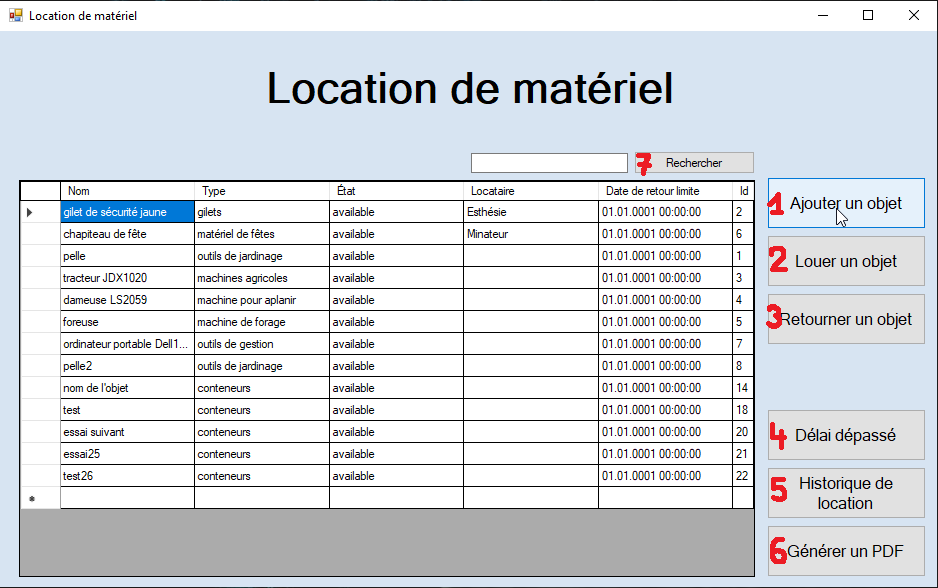 Location de matériel
Location de matériel
7 Rechercher
Nom Type État Locataire Date de retour limite Id
gilet de sécurité jaune gilets available Esthésie 01.01.0001 00:00:00 2
chapiteau de fête matériel de fêtes available Minateur 01.01.0001 00:00:00 6
pelle outils de jardinage available 01.01.0001 00:00:00 1
tracteur JDX1020 machines agricoles available 01.01.0001 00:00:00 3
dameuse LS2059 machine pour aplanir available 01.01.0001 00:00:00 4
foreuse machine de forage available 01.01.0001 00:00:00 5
ordinateur portable Dell1... outils de gestion available 01.01.0001 00:00:00 7
pelle2 outils de jardinage available 01.01.0001 00:00:00 8
nom de l'objet conteneurs available 01.01.0001 00:00:00 14
test conteneurs available 01.01.0001 00:00:00 18
essai suivant conteneurs available 01.01.0001 00:00:00 20
essai25 conteneurs available 01.01.0001 00:00:00 21
test26 conteneurs available 01.01.0001 00:00:00 22
1 Ajouter un objet
2 Louer un objet
3 Retourner un objet
4 Délai dépassé
5 Historique de
location
6 Générer un PDF